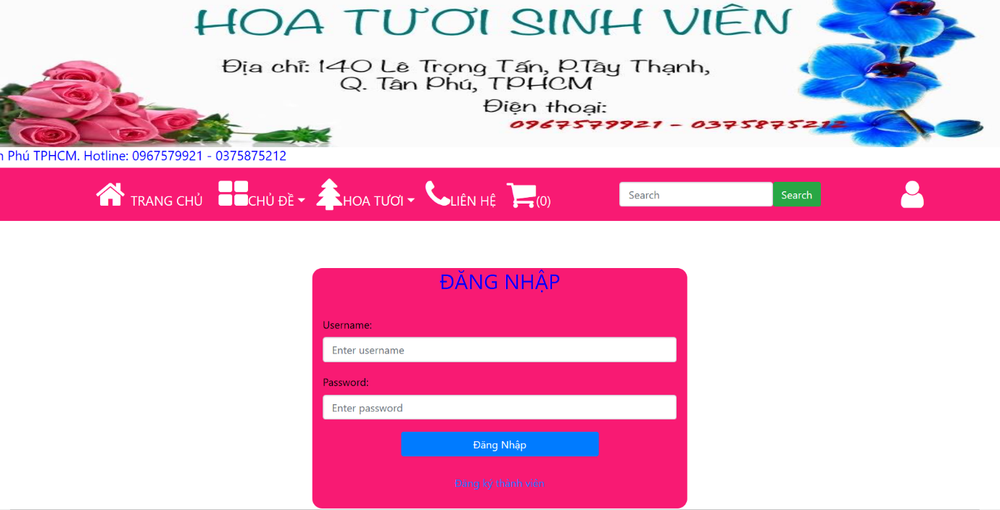 HOA TƯƠI SINH VIÊN
Địa chỉ: 140 Lê Trọng Tấn, P.Tây Thạnh,
Q. Tân Phú, TPHCM
Điện thoại:
0967579921 - 0375875212
Phú TPHCM. Hotline: 0967579921 - 0375875212
TRANG CHỦ CHỦ ĐỀ HOA TƯƠI LIÊN HỆ (0) Search Search
ĐĂNG NHẬP
Username:
Enter username
Password:
Enter password
Đăng Nhập
Đăng ký thành viên